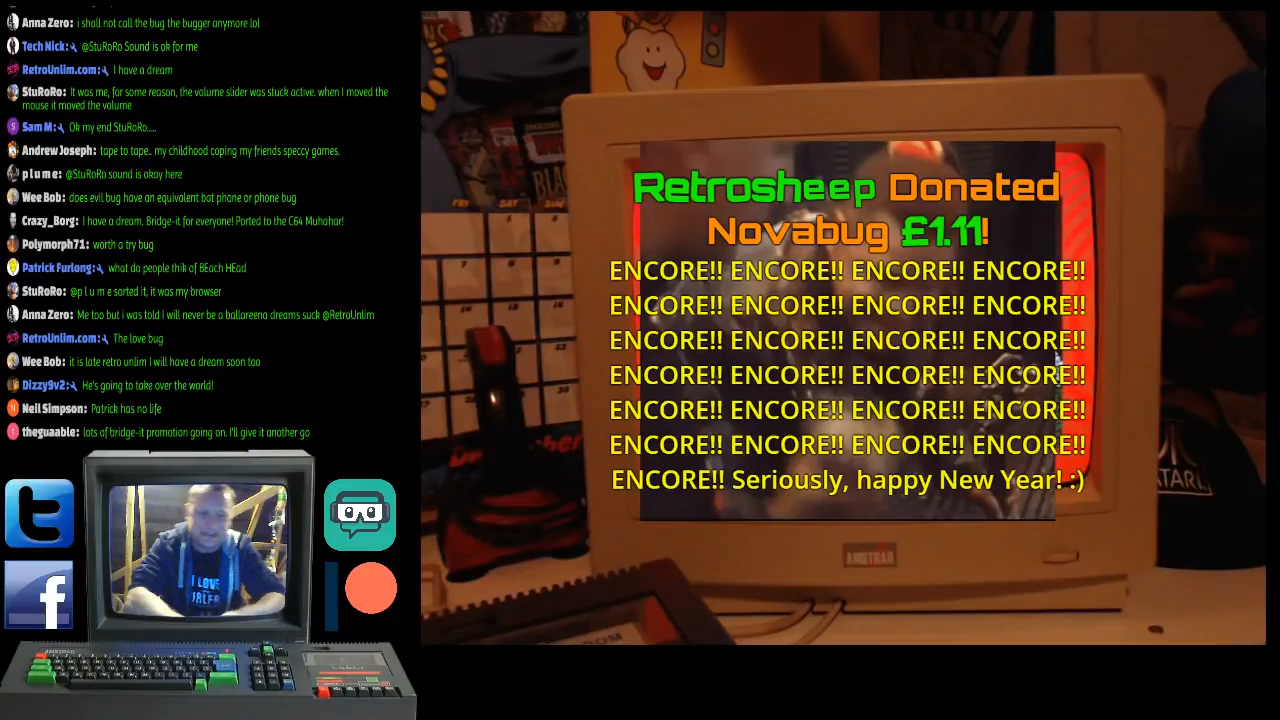 Anna Zero: i shall not call the bug the bugger anymore lol
Tech Nick: @StuRoRo Sound is ok for me
RetroUnlim.com: I have a dream
StuRoRo: It was me, for some reason, the volume slider was stuck active. when I moved the
mouse it moved the volume
Sam M: Ok my end StuRoRo.....
Andrew Joseph: tape to tape.. my childhood coping my friends speccy games.
p l u m e: @StuRoRo sound is okay here
Wee Bob: does evil bug have an equivalent bat phone or phone bug
Crazy_Borg: I have a dream. Bridge-it for everyone! Ported to the C64 Muhahar!
Polymorph71: worth a try bug
Patrick Furlong: what do people thik of BEach HEad
StuRoRo: @p l u m e sorted it, it was my browser
Anna Zero: Me too but i was told I will never be a ballareena dreams suck @RetroUnlim
RetroUnlim.com: The love bug
Wee Bob: it is late retro unlim I will have a dream soon too
Dizzy9v2: He's going to take over the world!
Neil Simpson: Patrick has no life
theguaable: lots of bridge-it promotion going on. I'll give it another go
Retrosheep Donated
Novabug £1.11!
ENCORE!! ENCORE!! ENCORE!! ENCORE!!
ENCORE!! ENCORE!! ENCORE!! ENCORE!!
ENCORE!! ENCORE!! ENCORE!! ENCORE!!
ENCORE!! ENCORE!! ENCORE!! ENCORE!!
ENCORE!! ENCORE!! ENCORE!! ENCORE!!
ENCORE!! ENCORE!! ENCORE!! ENCORE!!
ENCORE!! Seriously, happy New Year! :)
FRI SAT SUN
AMSTRAD
ATARI
I LOVE